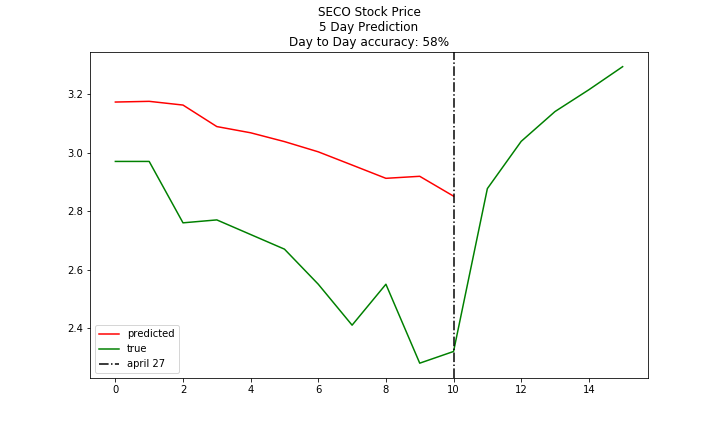 SECO Stock Price
5 Day Prediction
Day to Day accuracy: 58%
3.2
3.0
2.8
2.6
2.4
predicted
true
april 27
0 2 4 6 8 10 12 14